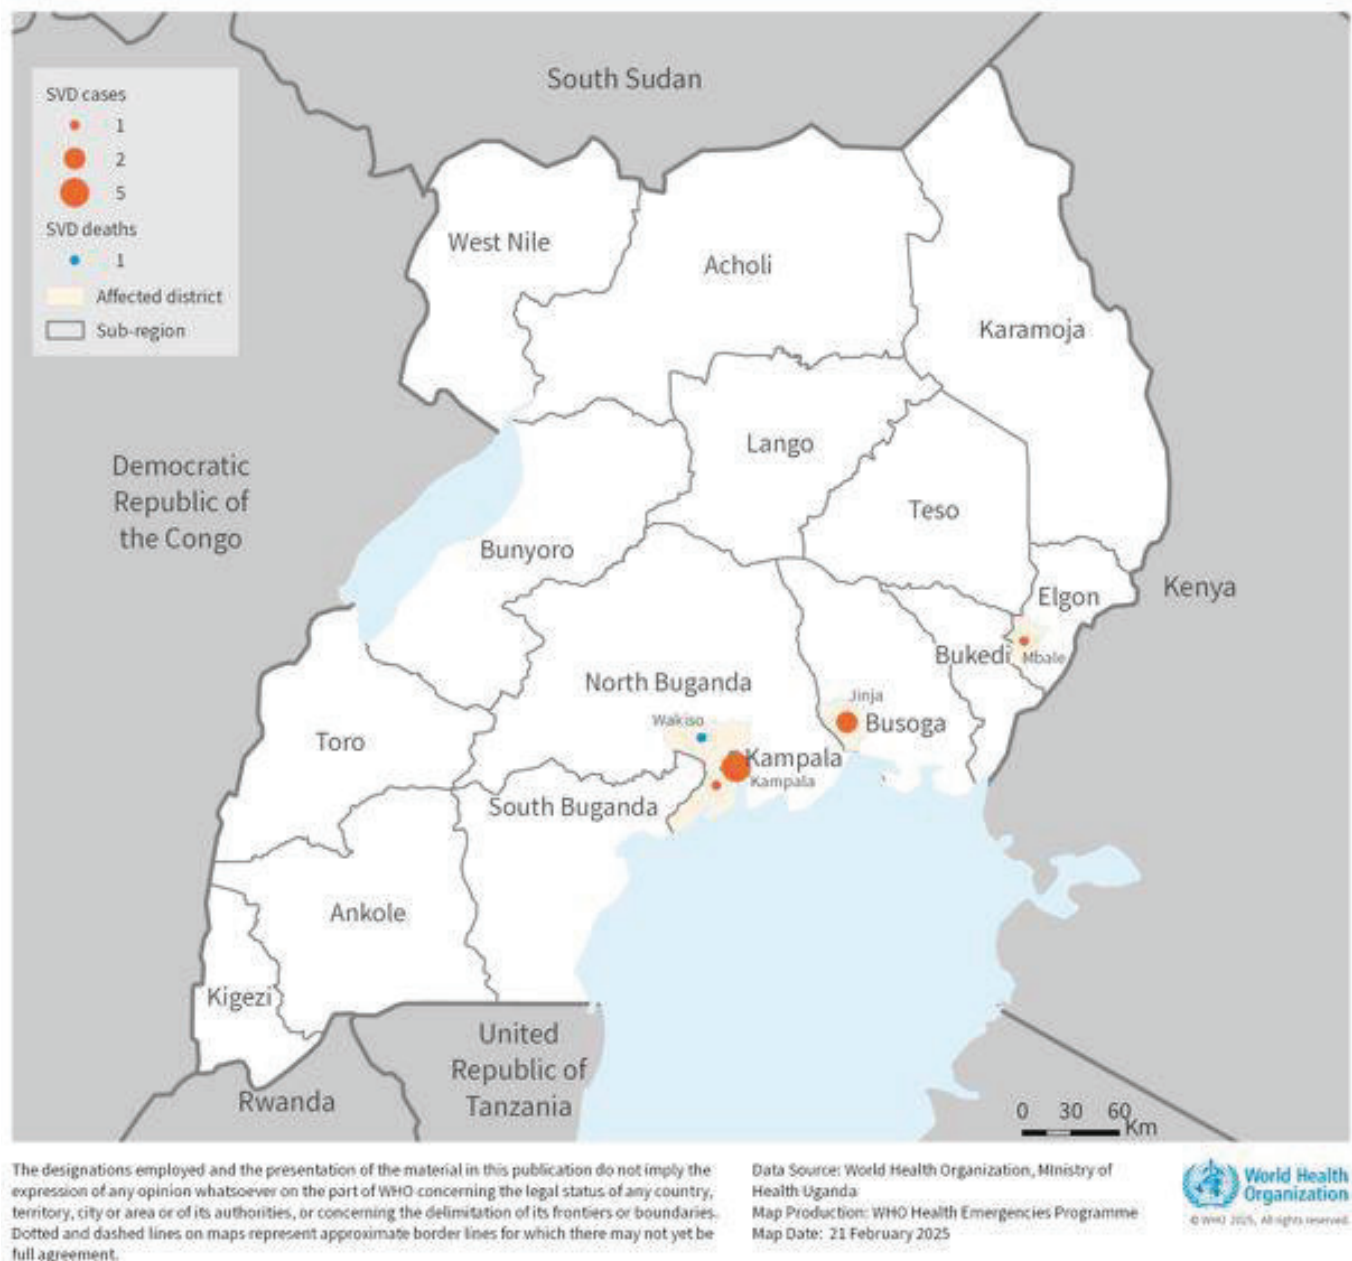 South Sudan
SVD cases
1
2
5
SVD deaths
1
Affected district
Sub-region
West Nile
Acholi
Karamoja
Lango
Democratic
Republic of
the Congo
Teso
Bunyoro
Kenya
Elgon
Bukedi
Mbale
North Buganda
Jinja
Wakiso
Busoga
Toro
Kampala
Kampala
South Buganda
Ankole
Kigezi
United
Republic of
Tanzania
Rwanda
0 30 60
Km
The designations employed and the presentation of the material in this publication do not imply the
expression of any opinion whatsoever on the part of WHO concerning the legal status of any country,
territory, city or area or of its authorities, or concerning the delimitation of its frontiers or boundaries.
Dotted and dashed lines on maps represent approximate border lines for which there may not yet be
full agreement.
Data Source: World Health Organization, Ministry of
Health Uganda
Map Production: WHO Health Emergencies Programme
Map Date: 21 February 2025
World Health
Organization
© WHO 2025, All rights reserved.